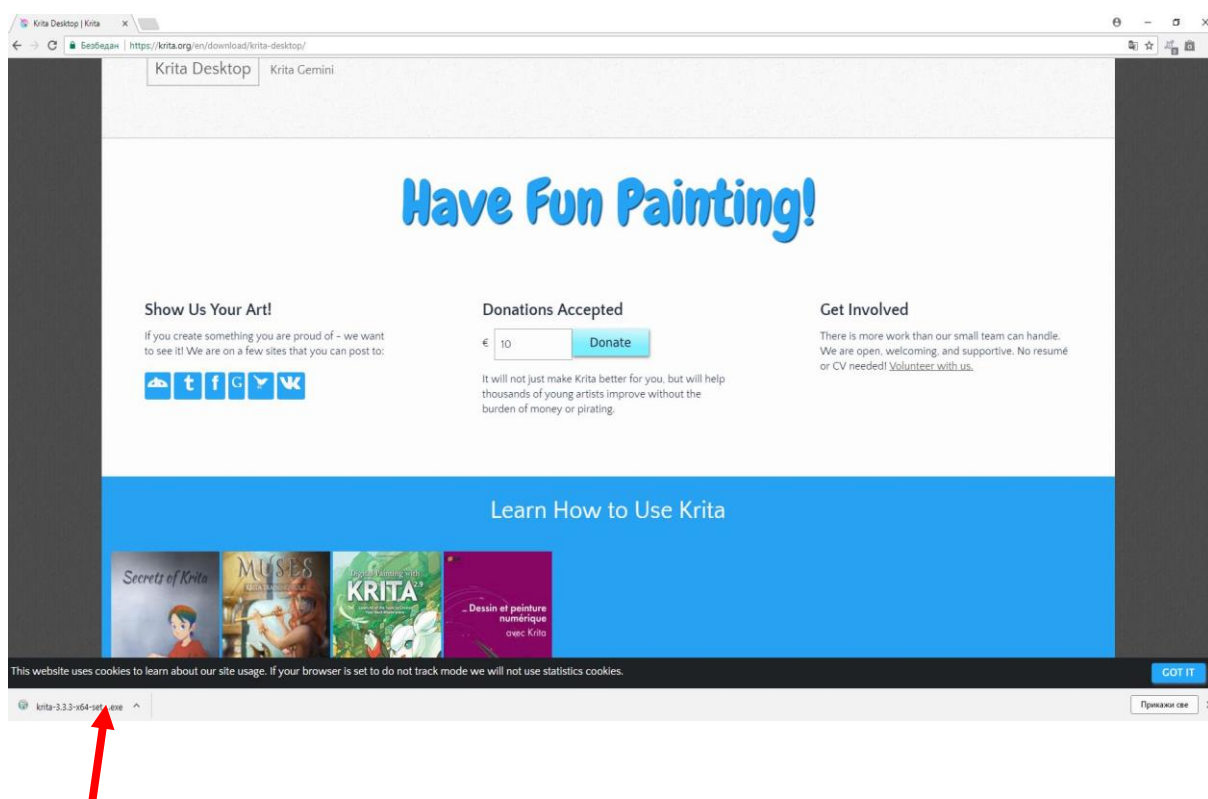 Krita Desktop | Krita
Безбедан
https://krita.org/en/download/krita-desktop/
Krita Desktop
Krita Gemini
Have Fun Painting!
Show Us Your Art!
If you create something you are proud of - we want
to see it! We are on a few sites that you can post to:
Donations Accepted
€ 10 Donate
It will not just make Krita better for you, but will help
thousands of young artists improve without the
burden of money or pirating.
Get Involved
There is more work than our small team can handle.
We are open, welcoming, and supportive. No resumé
or CV needed! Volunteer with us.
Learn How to Use Krita
Secrets of Krita
MUSES
Digital Painting with
KRITA 2.9
Dessin et peinture
numérique
avec Krita
This website uses cookies to learn about our site usage. If your browser is set to do not track mode we will not use statistics cookies.
GOT IT
krita-3.3.3-x64-set .exe
Прикажи све